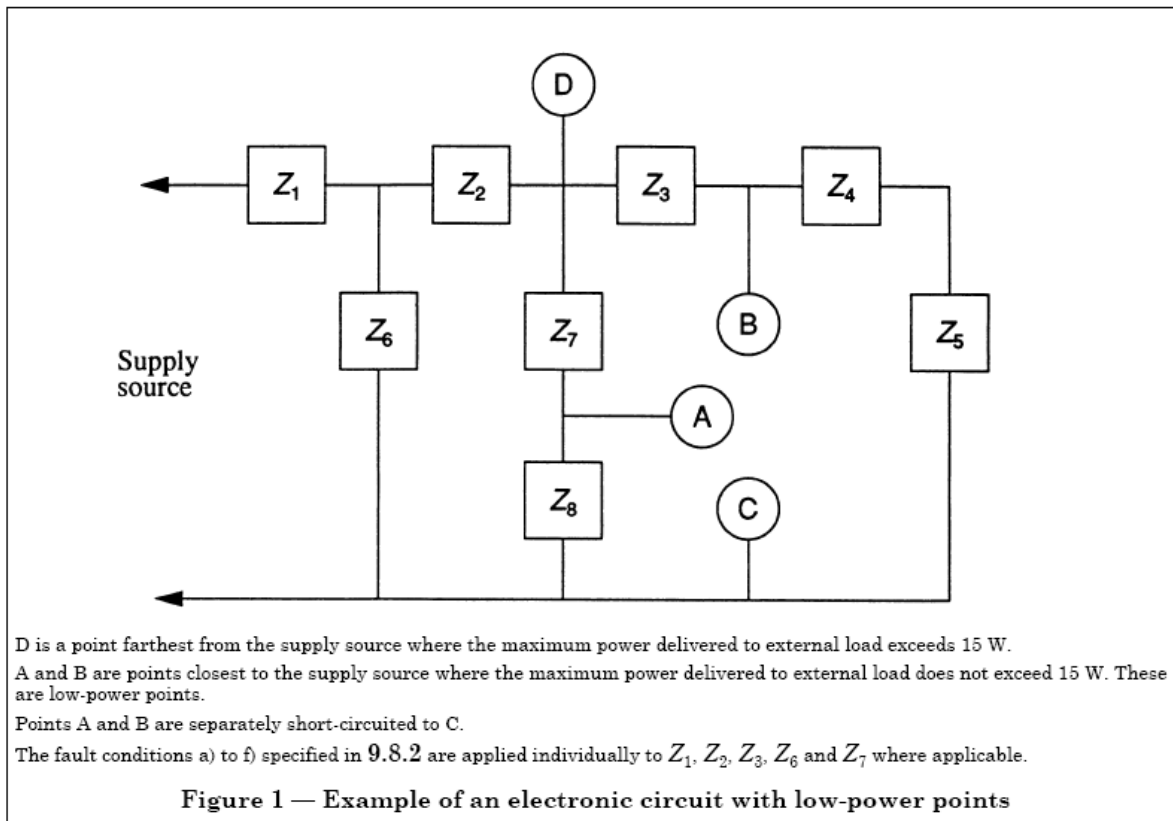 D
Z1 Z2 Z3 Z4
Z6 Z7 B Z5
Supply
source
A
Z8 C
D is a point farthest from the supply source where the maximum power delivered to external load exceeds 15 W.
A and B are points closest to the supply source where the maximum power delivered to external load does not exceed 15 W. These
are low-power points.
Points A and B are separately short-circuited to C.
The fault conditions a) to f) specified in 9.8.2 are applied individually to Z1, Z2, Z3, Z6 and Z7 where applicable.
Figure 1 — Example of an electronic circuit with low-power points